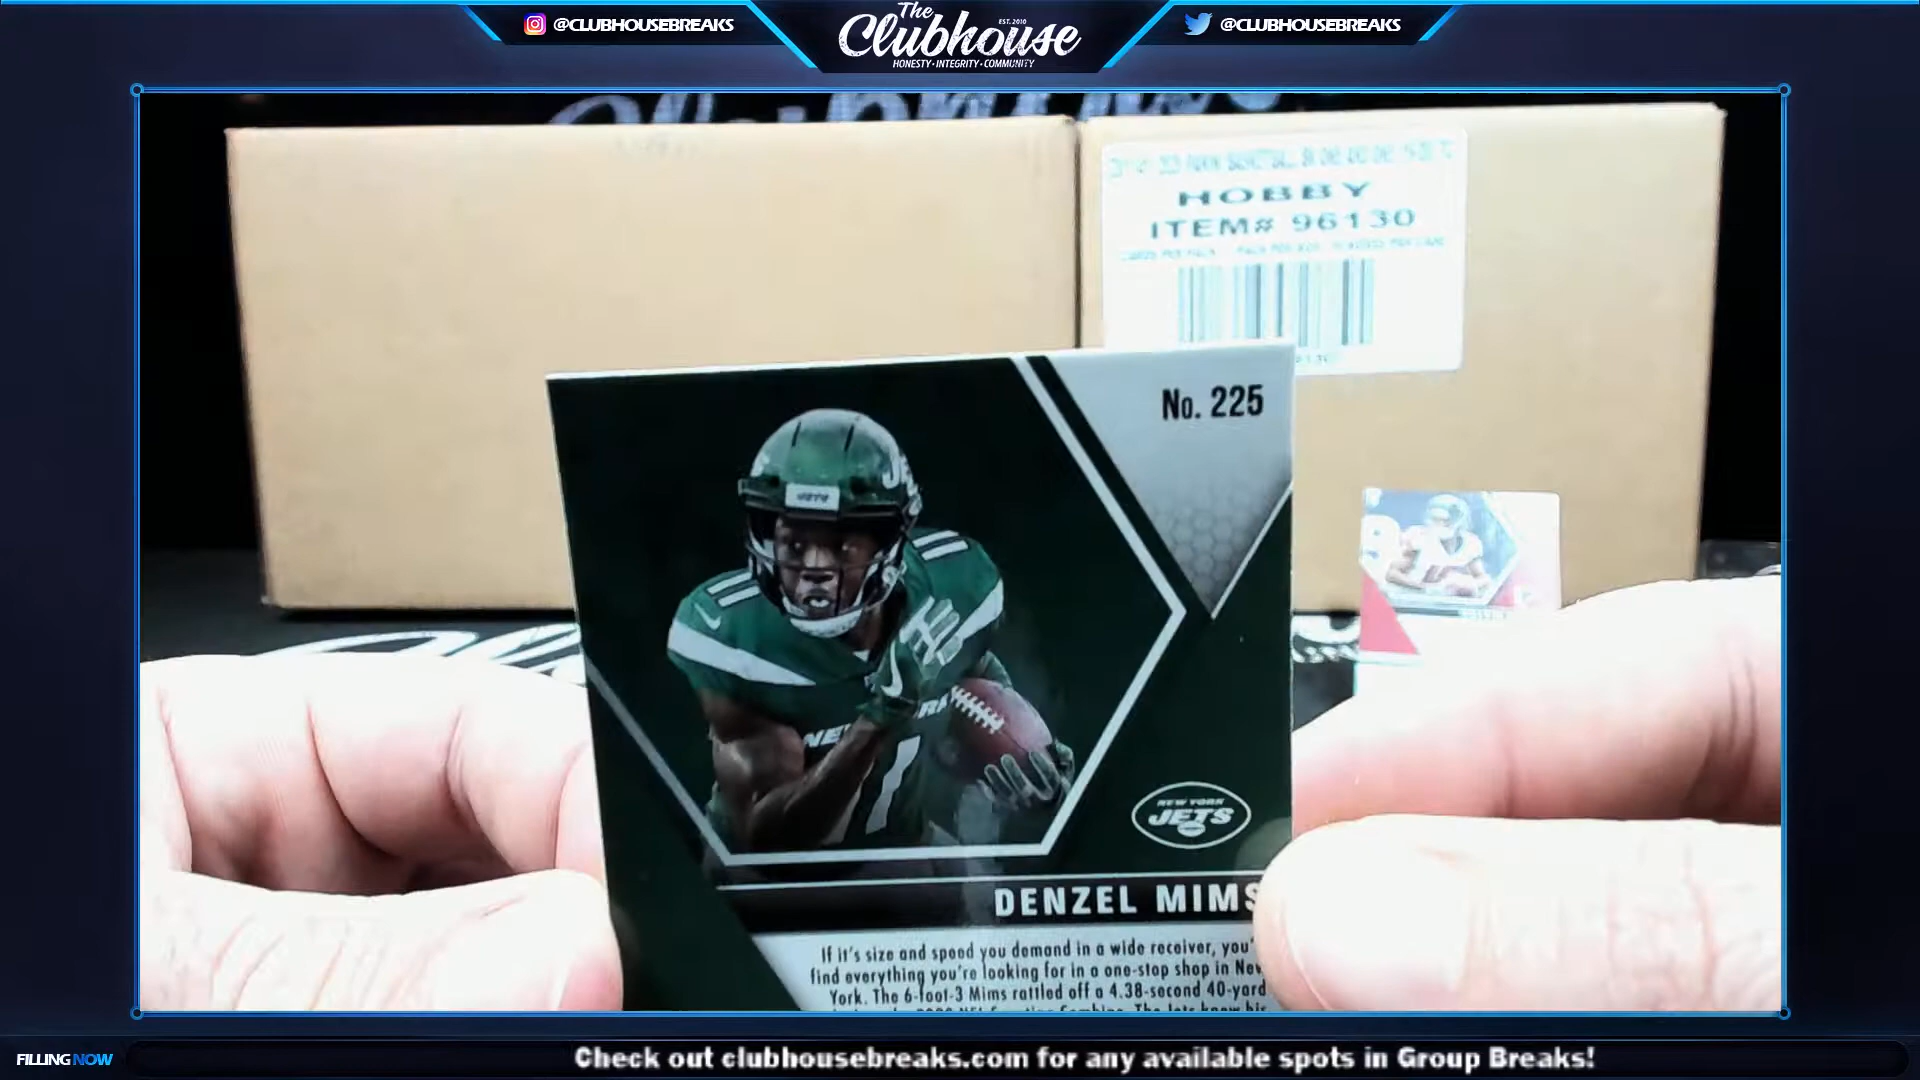 @CLUBHOUSEBREAKS
The
Clubhouse
EST. 2010
HONESTY • INTEGRITY • COMMUNITY
@CLUBHOUSEBREAKS
HOBBY
ITEM# 96130
No. 225
JETS
11
11
NEW YORK
JETS
DENZEL MIMS
If it's size and speed you demand in a wide receiver, you'
find everything you're looking for in a one-stop shop in New
York. The 6-foot-3 Mims rattled off a 4.38-second 40-yard
FILLING NOW
Check out clubhousebreaks.com for any available spots in Group Breaks!